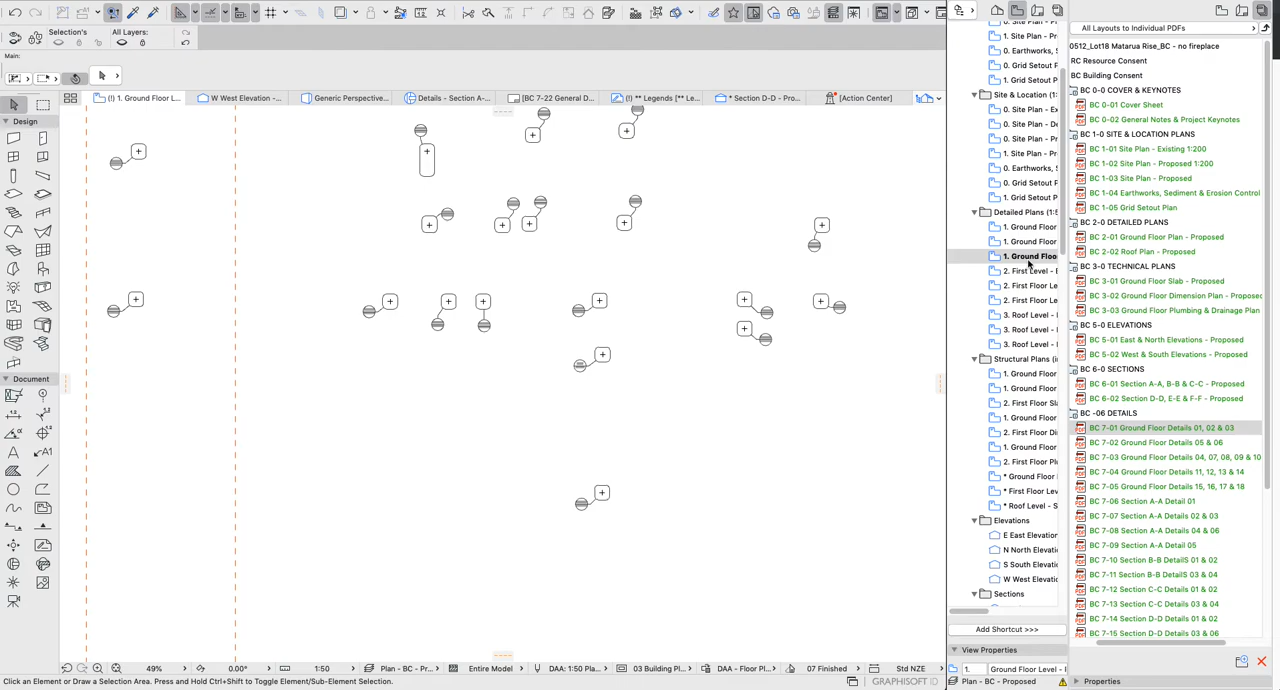 Selection's
All Layers:
Main:
(!) 1. Ground Floor L...
W West Elevation -...
Generic Perspective...
Details - Section A-...
[BC 7-22 General D...
(!) ** Legends [** Le...
* Section D-D - Pro...
[Action Center]
Design
Document
0. Site Plan - Pr
1. Site Plan - Pr
0. Earthworks, S
0. Grid Setout P
1. Grid Setout P
Site & Location (1:
0. Site Plan - Ex
0. Site Plan - De
0. Site Plan - Pr
1. Site Plan - Pr
0. Earthworks, S
0. Grid Setout P
1. Grid Setout P
Detailed Plans (1:5
1. Ground Floor
1. Ground Floor
1. Ground Floo
2. First Level - E
2. First Floor Le
2. First Floor Le
3. Roof Level -
3. Roof Level -
3. Roof Level -
Structural Plans (in
1. Ground Floor
1. Ground Floor
2. First Floor Sl
1. Ground Floor
2. First Floor Di
1. Ground Floor
2. First Floor Pl
* Ground Floor
* First Floor Lev
* Roof Level - S
Elevations
E East Elevation
N North Elevatio
S South Elevatio
W West Elevatio
Sections
Add Shortcut >>>
View Properties
1. Ground Floor Level - I
Plan - BC - Proposed
All Layouts to Individual PDFs
0512_Lot18 Matarua Rise_BC - no fireplace
RC Resource Consent
BC Building Consent
BC 0-0 COVER & KEYNOTES
BC 0-01 Cover Sheet
BC 0-02 General Notes & Project Keynotes
BC 1-0 SITE & LOCATION PLANS
BC 1-01 Site Plan - Existing 1:200
BC 1-02 Site Plan - Proposed 1:200
BC 1-03 Site Plan - Proposed
BC 1-04 Earthworks, Sediment & Erosion Control
BC 1-05 Grid Setout Plan
BC 2-0 DETAILED PLANS
BC 2-01 Ground Floor Plan - Proposed
BC 2-02 Roof Plan - Proposed
BC 3-0 TECHNICAL PLANS
BC 3-01 Ground Floor Slab - Proposed
BC 3-02 Ground Floor Dimension Plan - Propose
BC 3-03 Ground Floor Plumbing & Drainage Plan
BC 5-0 ELEVATIONS
BC 5-01 East & North Elevations - Proposed
BC 5-02 West & South Elevations - Proposed
BC 6-0 SECTIONS
BC 6-01 Section A-A, B-B & C-C - Proposed
BC 6-02 Section D-D, E-E & F-F - Proposed
BC -06 DETAILS
BC 7-01 Ground Floor Details 01, 02 & 03
BC 7-02 Ground Floor Details 05 & 06
BC 7-03 Ground Floor Details 04, 07, 08, 09 & 10
BC 7-04 Ground Floor Details 11, 12, 13 & 14
BC 7-05 Ground Floor Details 15, 16, 17 & 18
BC 7-06 Section A-A Detail 01
BC 7-07 Section A-A Details 02 & 03
BC 7-08 Section A-A Details 04 & 06
BC 7-09 Section A-A Detail 05
BC 7-10 Section B-B DetailS 01 & 02
BC 7-11 Section B-B DetailS 03 & 04
BC 7-12 Section C-C Details 01 & 02
BC 7-13 Section C-C Details 03 & 04
BC 7-14 Section D-D Details 01 & 02
BC 7-15 Section D-D Details 03 & 06
Properties
49%
0.00°
1:50
Plan - BC - Pr...
Entire Model
DAA: 1:50 Pla...
03 Building Pl...
DAA - Floor Pl...
07 Finished
Std NZE
Click an Element or Draw a Selection Area. Press and Hold Ctrl+Shift to Toggle Element/Sub-Element Selection.
GRAPHISOFT ID